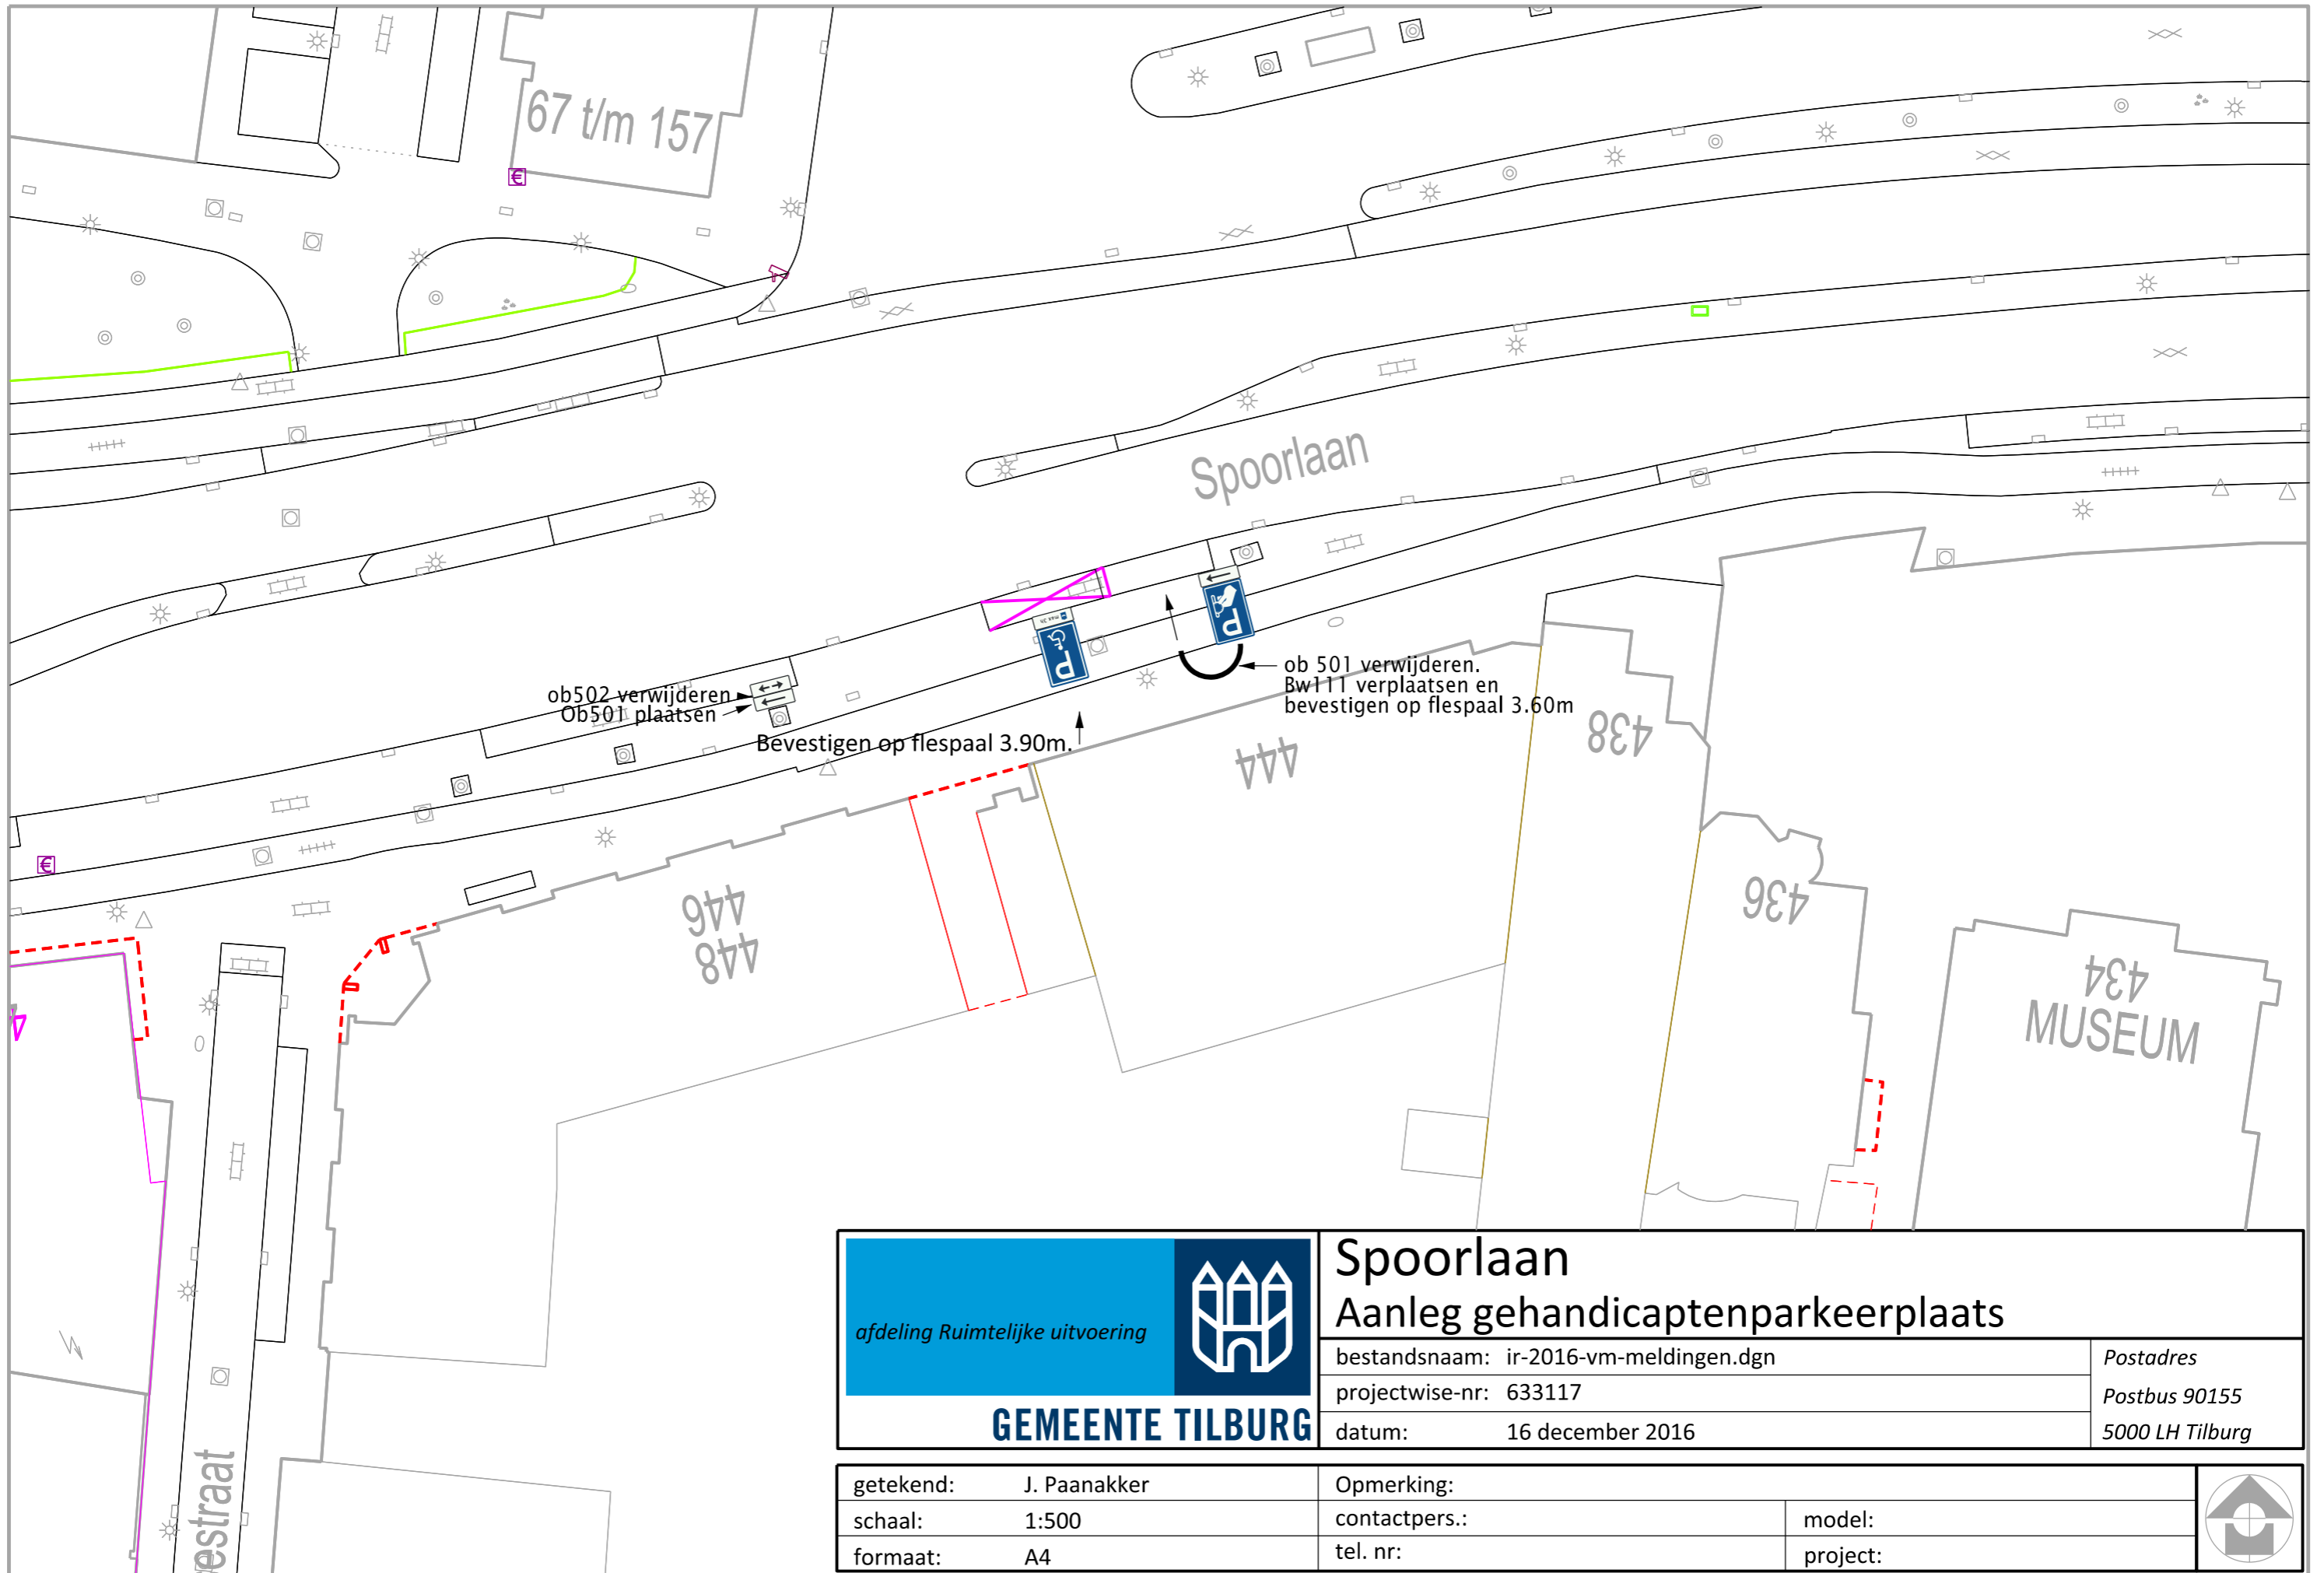 67 t/m 157
€
Spoorlaan
max 3h
P
P
ob 501 verwijderen.
Bw111 verplaatsen en
bevestigen op flespaal 3.60m
ob502 verwijderen
Ob501 plaatsen
Bevestigen op flespaal 3.90m.
444
438
€
446
448
436
434
MUSEUM
estraat
afdeling Ruimtelijke uitvoering
GEMEENTE TILBURG
Spoorlaan
Aanleg gehandicaptenparkeerplaats
bestandsnaam: ir-2016-vm-meldingen.dgn
projectwise-nr: 633117
datum: 16 december 2016
Postadres
Postbus 90155
5000 LH Tilburg
getekend: J. Paanakker
schaal: 1:500
formaat: A4
Opmerking:
contactpers.:
tel. nr:
model:
project: